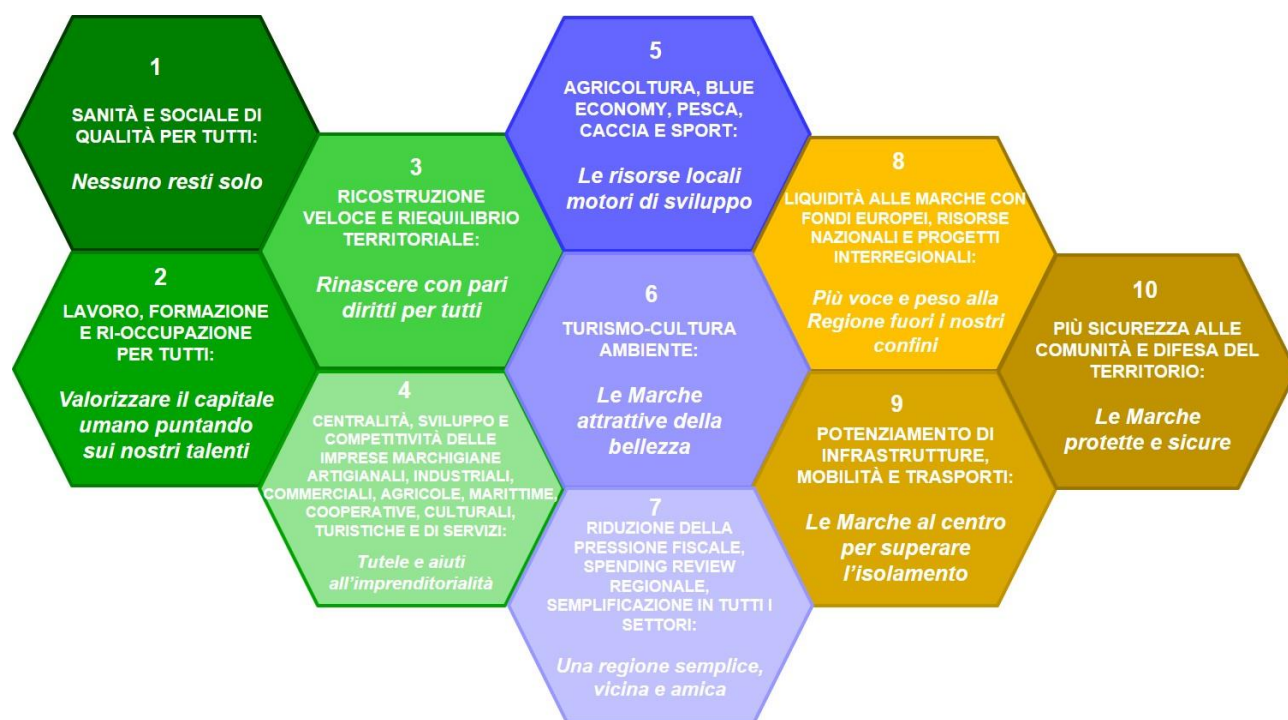 1
SANITÀ E SOCIALE DI
QUALITÀ PER TUTTI:
Nessuno resti solo
2
LAVORO, FORMAZIONE
E RI-OCCUPAZIONE
PER TUTTI:
Valorizzare il capitale
umano puntando
sui nostri talenti
3
RICOSTRUZIONE
VELOCE E RIEQUILIBRIO
TERRITORIALE:
Rinascere con pari
diritti per tutti
4
CENTRALITÀ, SVILUPPO E
COMPETITIVITÀ DELLE
IMPRESE MARCHIGIANE
ARTIGIANALI, INDUSTRIALI,
COMMERCIALI, AGRICOLE, MARITTIME,
COOPERATIVE, CULTURALI,
TURISTICHE E DI SERVIZI:
Tutele e aiuti
all'imprenditorialità
5
AGRICOLTURA, BLUE
ECONOMY, PESCA,
CACCIA E SPORT:
Le risorse locali
motori di sviluppo
6
TURISMO-CULTURA
AMBIENTE:
Le Marche
attrattive della
bellezza
7
RIDUZIONE DELLA
PRESSIONE FISCALE,
SPENDING REVIEW
REGIONALE,
SEMPLIFICAZIONE IN TUTTI I
SETTORI:
Una regione semplice,
vicina e amica
8
LIQUIDITÀ ALLE MARCHE CON
FONDI EUROPEI, RISORSE
NAZIONALI E PROGETTI
INTERREGIONALI:
Più voce e peso alla
Regione fuori i nostri
confini
9
POTENZIAMENTO DI
INFRASTRUTTURE,
MOBILITÀ E TRASPORTI:
Le Marche al centro
per superare
l'isolamento
10
PIÙ SICUREZZA ALLE
COMUNITÀ E DIFESA DEL
TERRITORIO:
Le Marche
protette e sicure